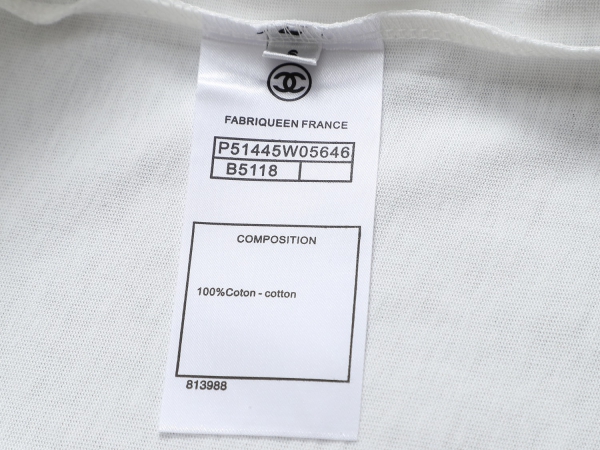 FABRIQUEEN FRANCE
P51445W05646
B5118
COMPOSITION
100%Coton - cotton
813988